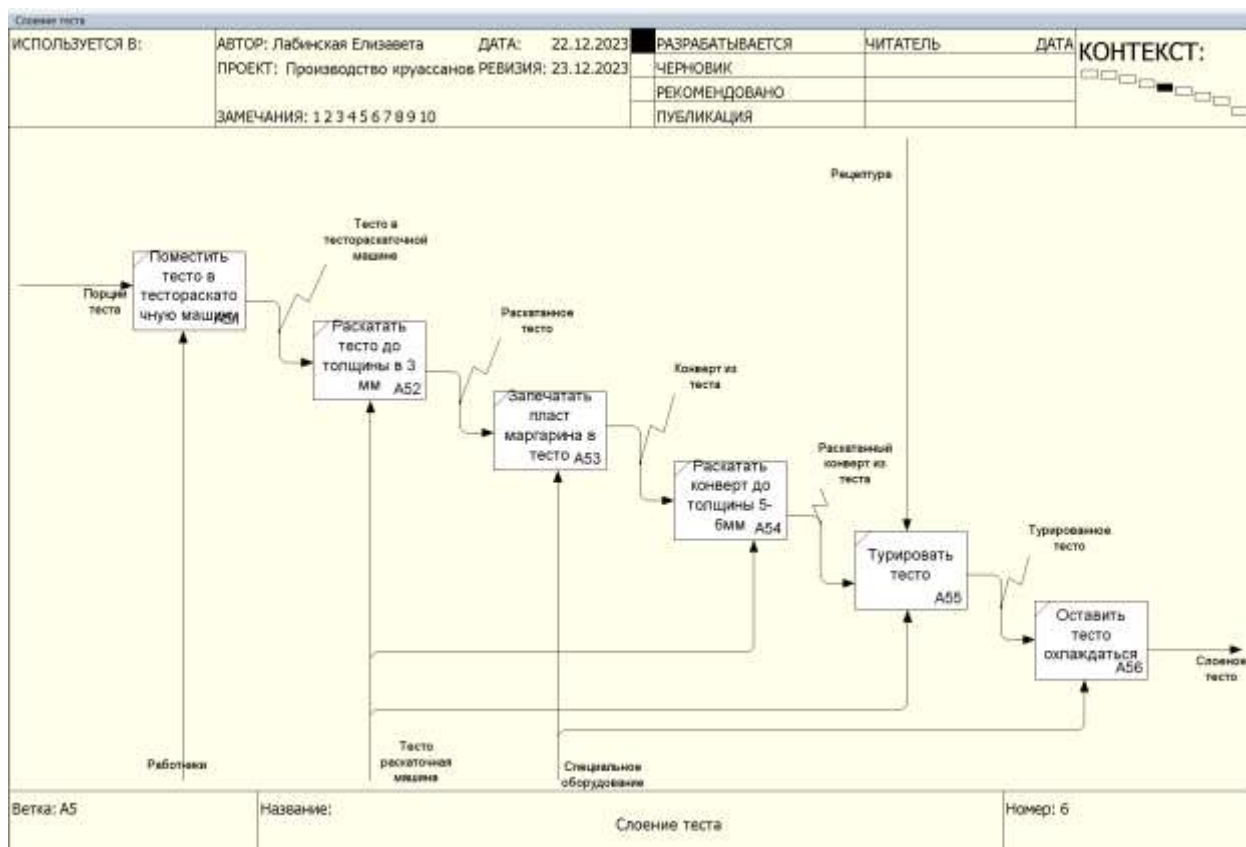 Слоение теста
ИСПОЛЬЗУЕТСЯ В:
АВТОР: Лабинская Елизавета
ДАТА: 22.12.2023
ПРОЕКТ: Производство круассанов
РЕВИЗИЯ: 23.12.2023
ЗАМЕЧАНИЯ: 1 2 3 4 5 6 7 8 9 10
РАЗРАБАТЫВАЕТСЯ
ЧЕРНОВИК
РЕКОМЕНДОВАНО
ПУБЛИКАЦИЯ
ЧИТАТЕЛЬ
ДАТА
КОНТЕКСТ:
Рецептура
Порции
теста
Поместить
тесто в
тестораскато
чную машину
A51
Тесто в
тестораскаточной
машине
Раскатать
тесто до
толщины в 3
мм
A52
Раскатанное
тесто
Запечатать
пласт
маргарина в
тесто
A53
Конверт из
теста
Раскатать
конверт до
толщины 5-
6мм
A54
Раскатанный
конверт из
теста
Турировать
тесто
A55
Турированное
тесто
Оставить
тесто
охлаждаться
A56
Слоеное
тесто
Работники
Тесто
раскаточная
машина
Специальное
оборудование
Ветка: A5
Название:
Слоение теста
Номер: 6